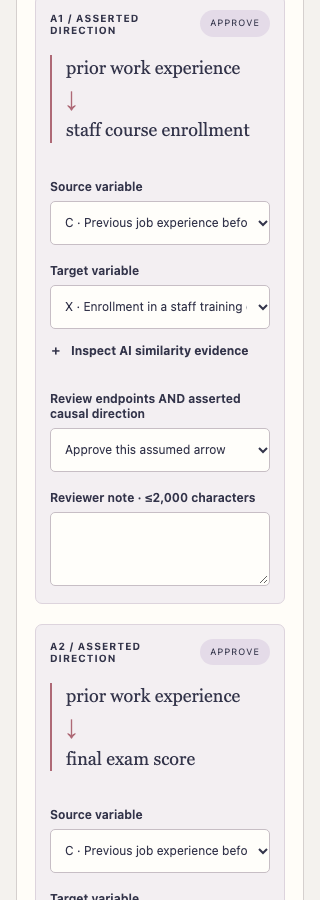 A1 / ASSERTED
DIRECTION
APPROVE
prior work experience
↓
staff course enrollment
Source variable
C · Previous job experience befo
Target variable
X · Enrollment in a staff training
+ Inspect AI similarity evidence
Review endpoints AND asserted
causal direction
Approve this assumed arrow
Reviewer note · ≤2,000 characters
A2 / ASSERTED
DIRECTION
APPROVE
prior work experience
↓
final exam score
Source variable
C · Previous job experience befo
Target variable